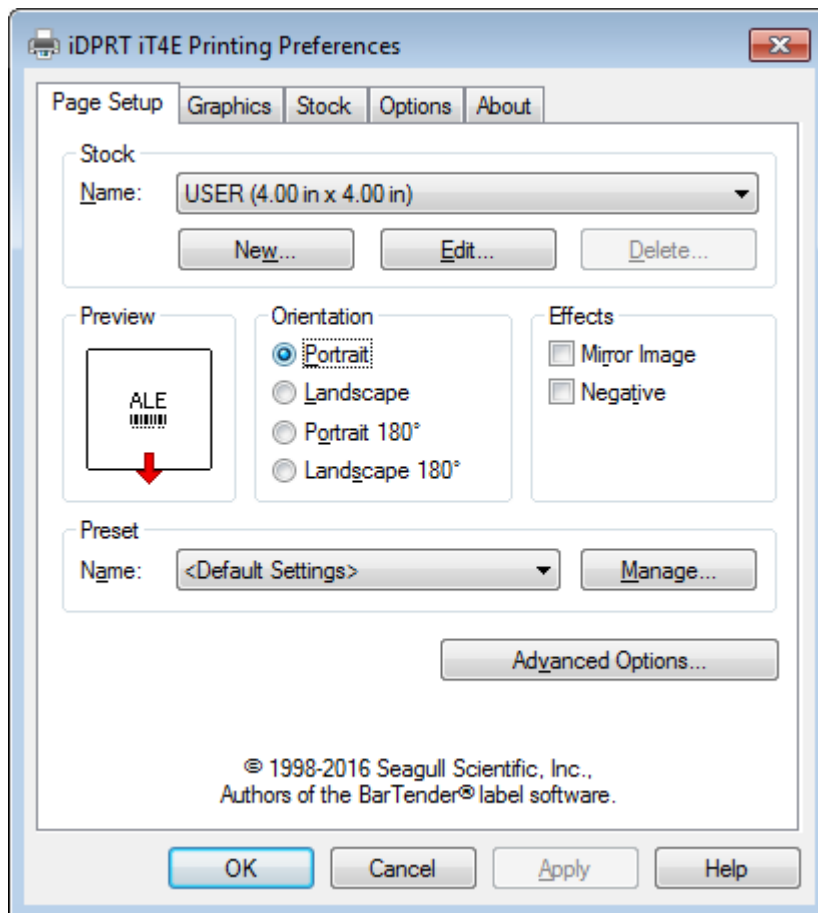 iDPRT iT4E Printing Preferences
Page Setup
Graphics
Stock
Options
About
Stock
Name:
USER (4.00 in x 4.00 in)
New...
Edit...
Delete...
Preview
ALE
Orientation
Portrait
Landscape
Portrait 180°
Landscape 180°
Effects
Mirror Image
Negative
Preset
Name:
<Default Settings>
Manage...
Advanced Options...
© 1998-2016 Seagull Scientific, Inc.,
Authors of the BarTender® label software.
OK
Cancel
Apply
Help